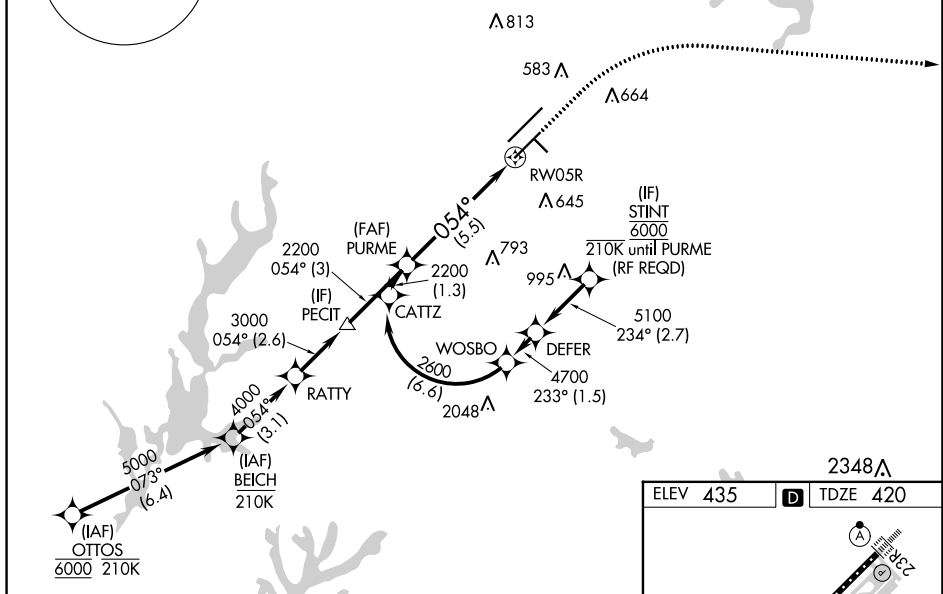 813
583
664
RW05R
645
(IF)
STINT
6000
210K until PURME
(RF REQD)
(FAF)
PURME
054°
(5.5)
793
995
2200
054° (3)
2200
(1.3)
(IF)
PECIT
CATTZ
5100
234° (2.7)
3000
054° (2.6)
WOSBO
DEFER
2600
(6.6)
4700
233° (1.5)
RATTY
2048
4000
054°
(3.1)
5000
073°
(6.4)
(IAF)
BEICH
210K
2348
(IAF)
OTTOS
6000 210K
ELEV 435 D TDZE 420
A
23R
P